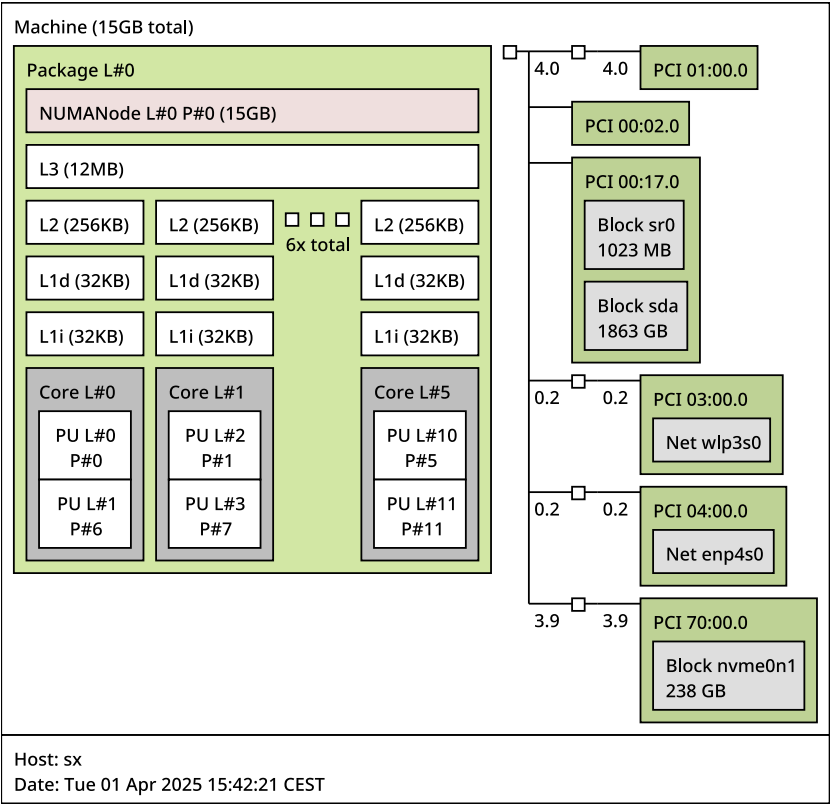 Machine (15GB total)
Package L#0
NUMANode L#0 P#0 (15GB)
L3 (12MB)
L2 (256KB) L2 (256KB) L2 (256KB)
6x total
L1d (32KB) L1d (32KB) L1d (32KB)
L1i (32KB) L1i (32KB) L1i (32KB)
Core L#0
PU L#0
P#0
PU L#1
P#6
Core L#1
PU L#2
P#1
PU L#3
P#7
Core L#5
PU L#10
P#5
PU L#11
P#11
4.0 4.0 PCI 01:00.0
PCI 00:02.0
PCI 00:17.0
Block sr0
1023 MB
Block sda
1863 GB
0.2 0.2 PCI 03:00.0
Net wlp3s0
0.2 0.2 PCI 04:00.0
Net enp4s0
3.9 3.9 PCI 70:00.0
Block nvme0n1
238 GB
Host: sx
Date: Tue 01 Apr 2025 15:42:21 CEST